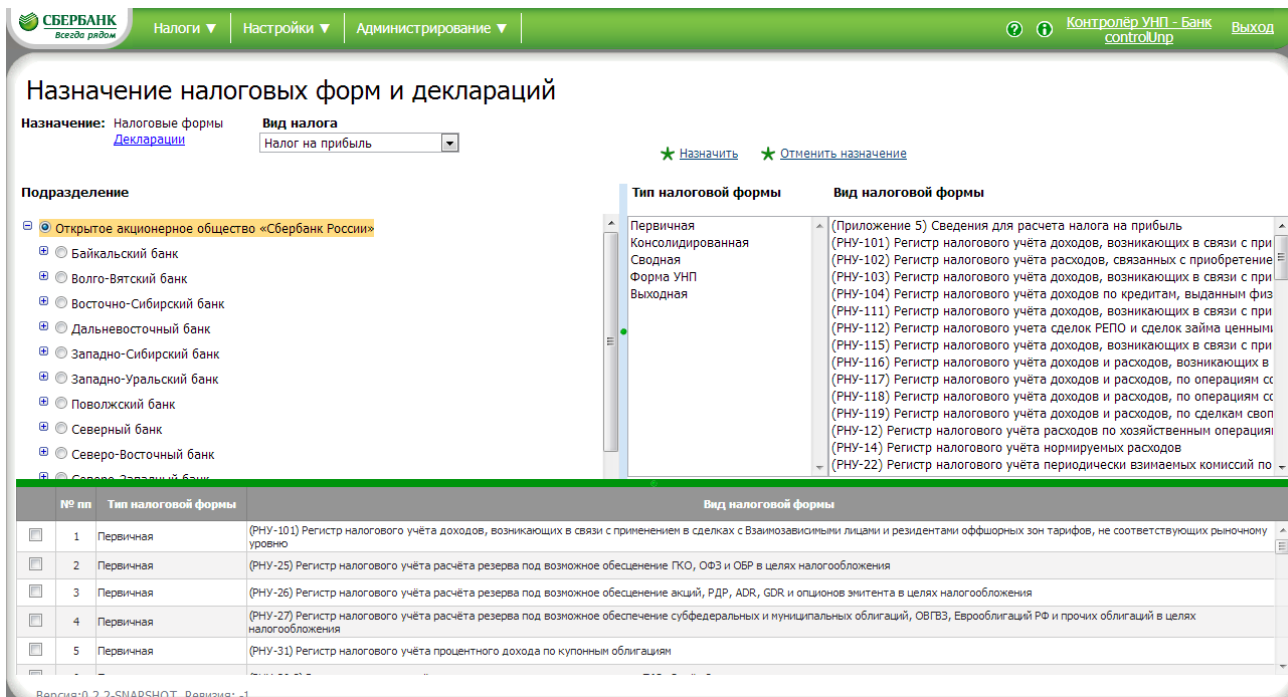 СБЕРБАНК
Всегда рядом
Налоги ▼
Настройки ▼
Администрирование ▼
Контролёр УНП - Банк
controlUnp
Выход
Назначение налоговых форм и деклараций
Назначение: Налоговые формы
Декларации
Вид налога
Налог на прибыль
Назначить
Отменить назначение
Подразделение
Открытое акционерное общество «Сбербанк России»
Байкальский банк
Волго-Вятский банк
Восточно-Сибирский банк
Дальневосточный банк
Западно-Сибирский банк
Западно-Уральский банк
Поволжский банк
Северный банк
Северо-Восточный банк
Северо-Западный банк
Тип налоговой формы
Первичная
Консолидированная
Сводная
Форма УНП
Выходная
Вид налоговой формы
(Приложение 5) Сведения для расчета налога на прибыль
(РНУ-101) Регистр налогового учёта доходов, возникающих в связи с при
(РНУ-102) Регистр налогового учёта расходов, связанных с приобретение
(РНУ-103) Регистр налогового учёта доходов, возникающих в связи с при
(РНУ-104) Регистр налогового учёта доходов по кредитам, выданным физ
(РНУ-111) Регистр налогового учёта доходов, возникающих в связи с при
(РНУ-112) Регистр налогового учета сделок РЕПО и сделок займа ценными
(РНУ-115) Регистр налогового учёта доходов, возникающих в связи с при
(РНУ-116) Регистр налогового учёта доходов и расходов, возникающих в
(РНУ-117) Регистр налогового учёта доходов и расходов, по операциям со
(РНУ-118) Регистр налогового учёта доходов и расходов, по операциям со
(РНУ-119) Регистр налогового учёта доходов и расходов, по сделкам своп
(РНУ-12) Регистр налогового учёта расходов по хозяйственным операция
(РНУ-14) Регистр налогового учёта нормируемых расходов
(РНУ-22) Регистр налогового учёта периодически взимаемых комиссий по
№ пп Тип налоговой формы Вид налоговой формы
1 Первичная (РНУ-101) Регистр налогового учёта доходов, возникающих в связи с применением в сделках с Взаимозависимыми лицами и резидентами оффшорных зон тарифов, не соответствующих рыночному
уровню
2 Первичная (РНУ-25) Регистр налогового учёта расчёта резерва под возможное обесценение ГКО, ОФЗ и ОБР в целях налогообложения
3 Первичная (РНУ-26) Регистр налогового учёта расчёта резерва под возможное обесценение акций, РДР, ADR, GDR и опционов эмитента в целях налогообложения
4 Первичная (РНУ-27) Регистр налогового учёта расчёта резерва под возможное обеспечение субфедеральных и муниципальных облигаций, ОВГВЗ, Еврооблигаций РФ и прочих облигаций в целях
налогообложения
5 Первичная (РНУ-31) Регистр налогового учёта процентного дохода по купонным облигациям
Версия:0.2.2-SNAPSHOT Ревизия: -1